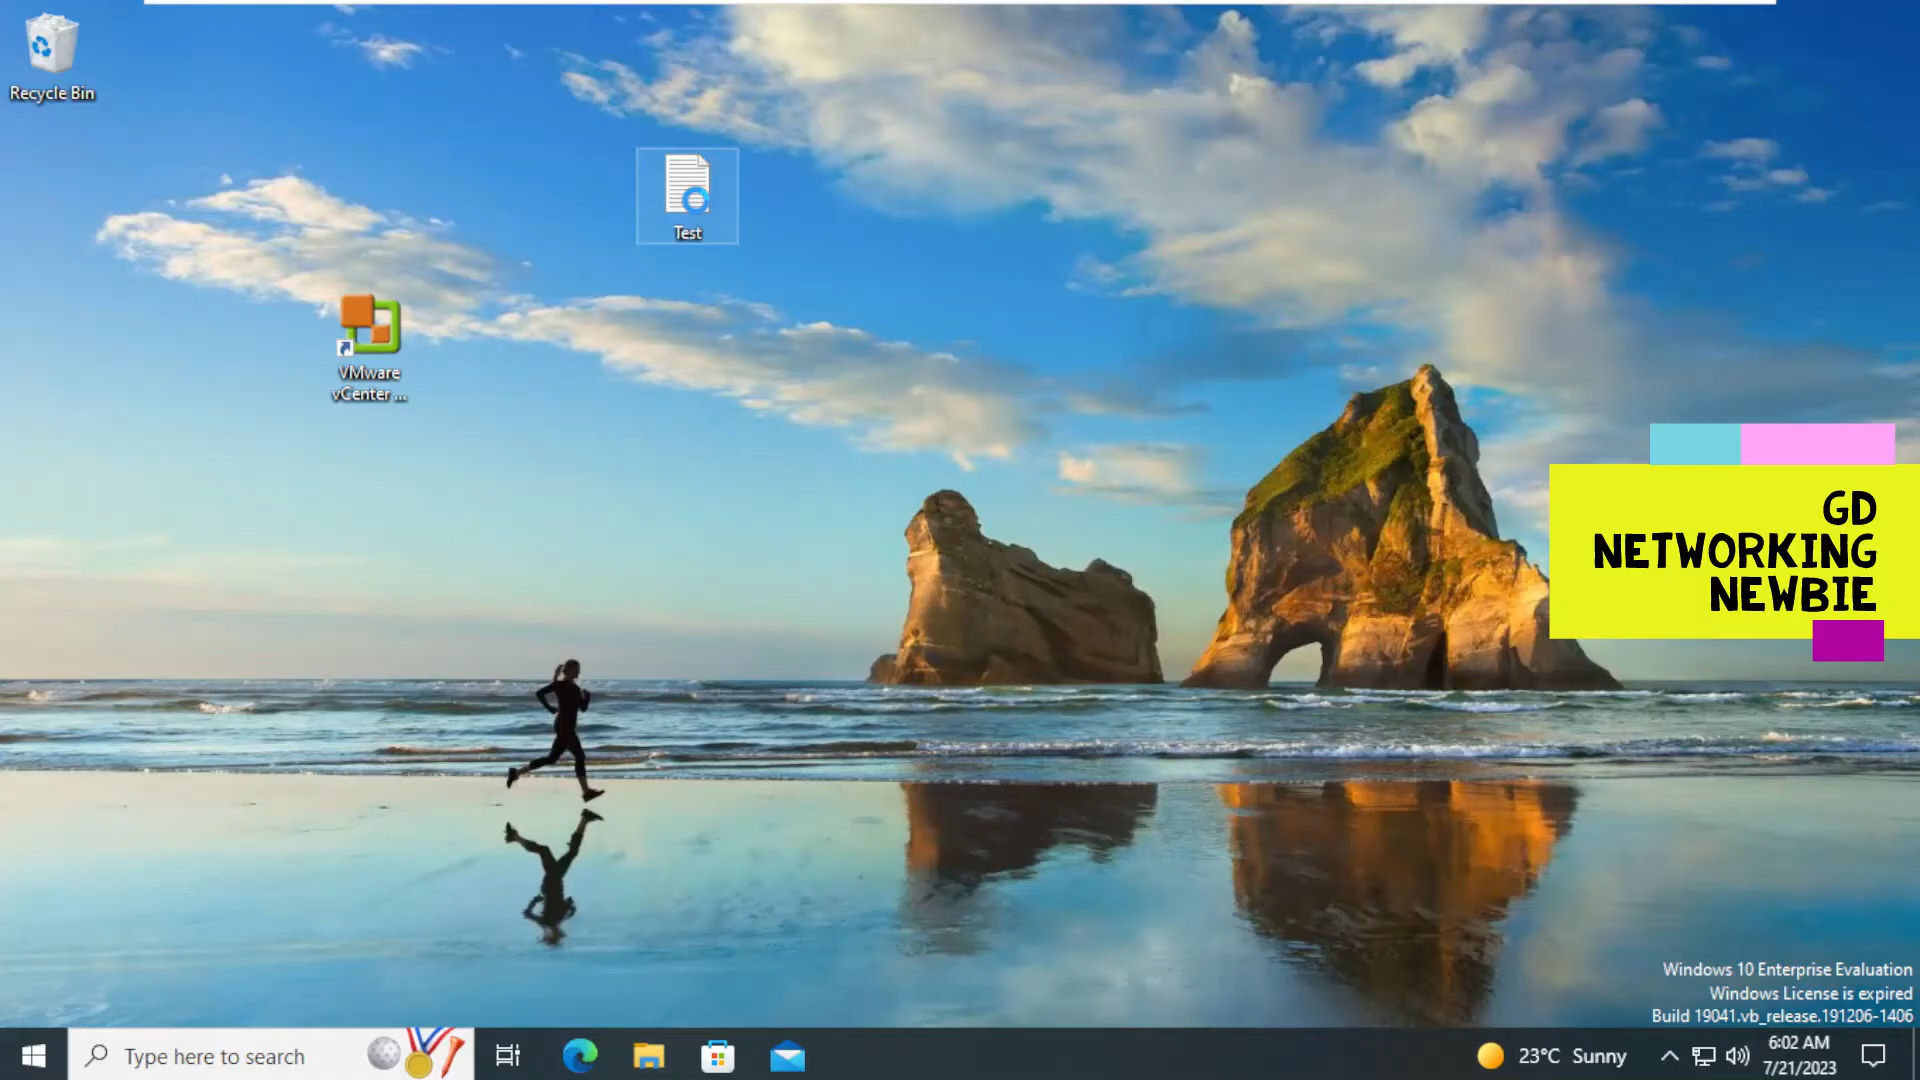 Recycle Bin
Test
VMware
vCenter ...
GD
NETWORKING
NEWBIE
Windows 10 Enterprise Evaluation
Windows License is expired
Build 19041.vb_release.191206-1406
Type here to search
23°C Sunny
6:02 AM
7/21/2023